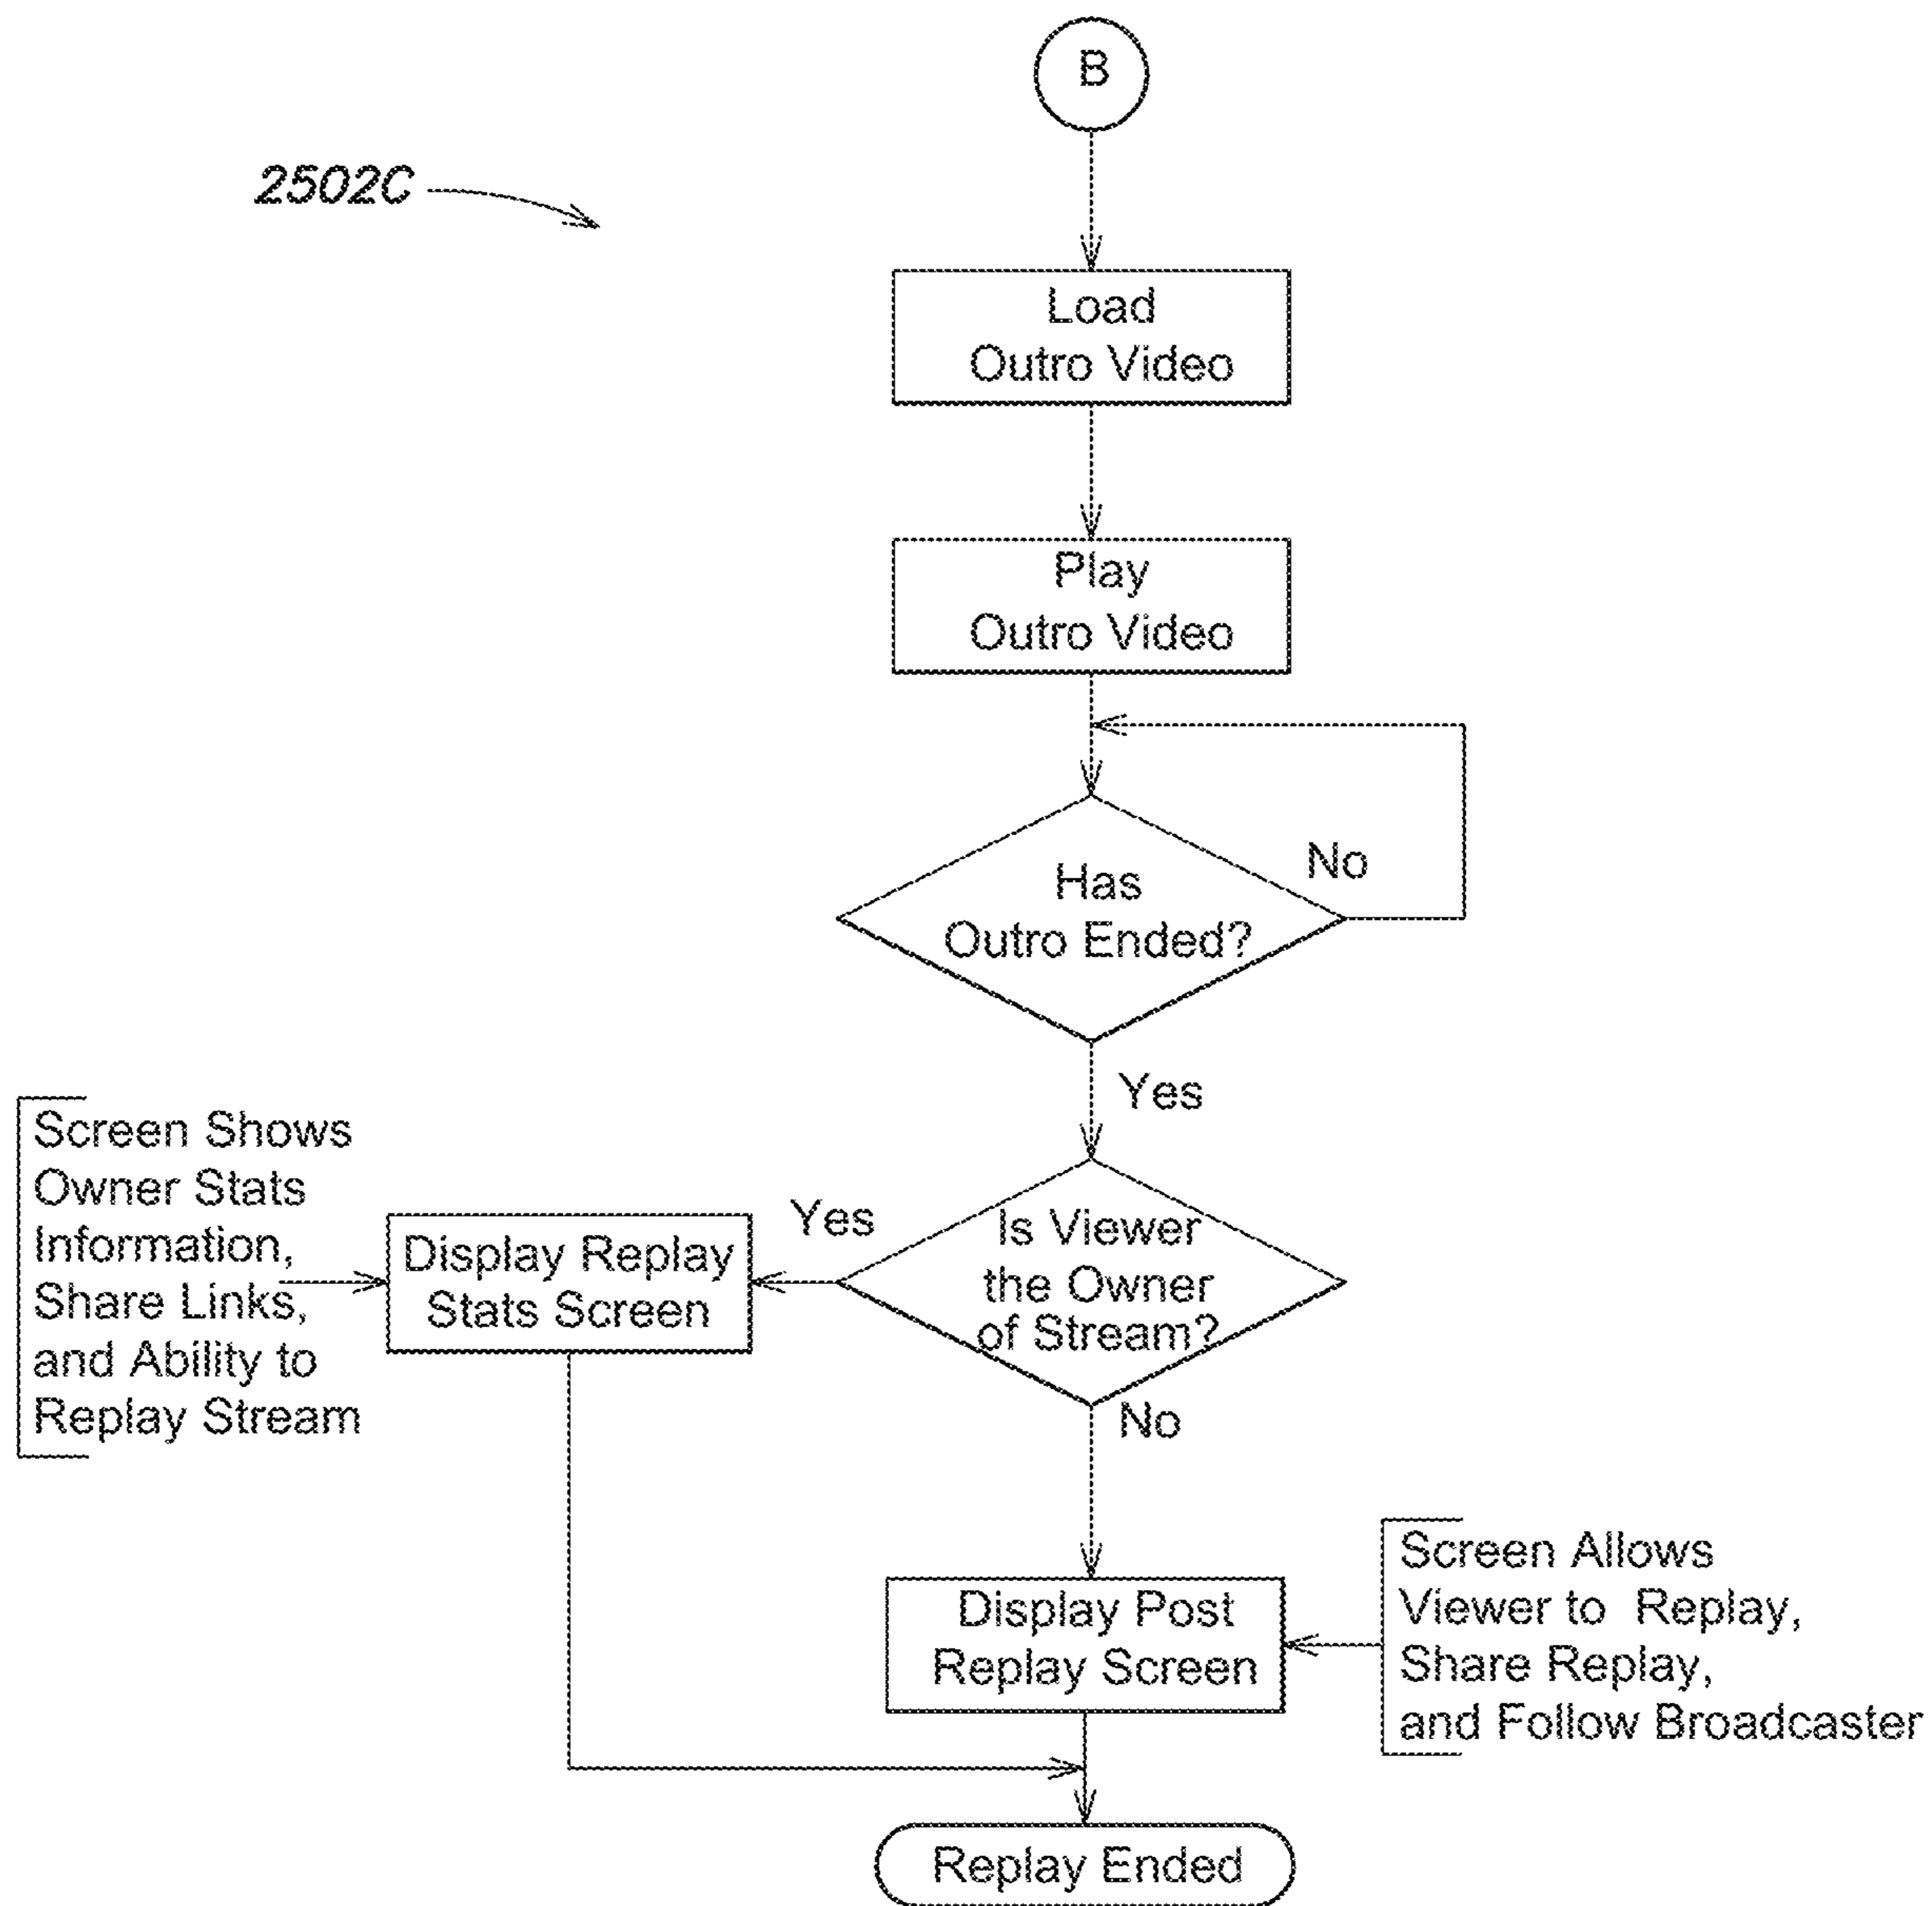 B
2502C
Load
Outro Video
Play
Outro Video
No
Has
Outro Ended?
Yes
Screen Shows
Owner Stats
Information,
Share Links,
and Ability to
Replay Stream
Display Replay
Stats Screen
Yes
Is Viewer
the Owner
of Stream?
No
Display Post
Replay Screen
Screen Allows
Viewer to Replay,
Share Replay,
and Follow Broadcaster
Replay Ended